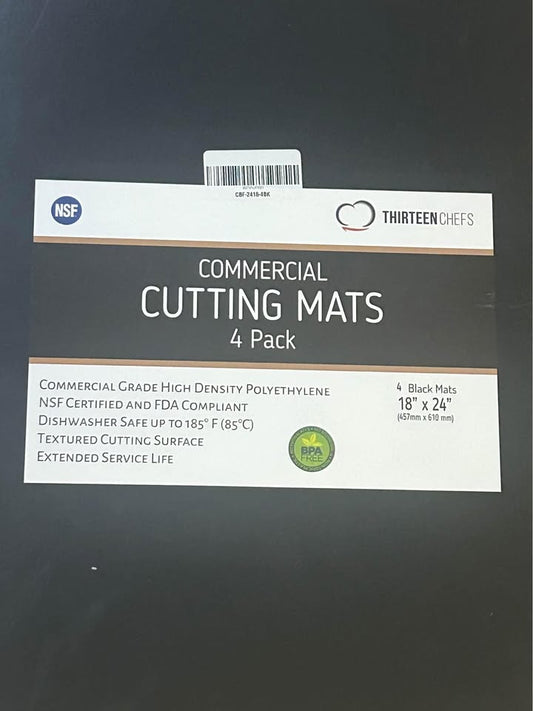 CBF-2418-4BK
NSF
THIRTEEN CHEFS
COMMERCIAL
CUTTING MATS
4 Pack
COMMERCIAL GRADE HIGH DENSITY POLYETHYLENE
NSF CERTIFIED AND FDA COMPLIANT
DISHWASHER SAFE UP TO 185° F (85°C)
TEXTURED CUTTING SURFACE
EXTENDED SERVICE LIFE
BPA
FREE
4 Black Mats
18" x 24"
(457mm x 610 mm)